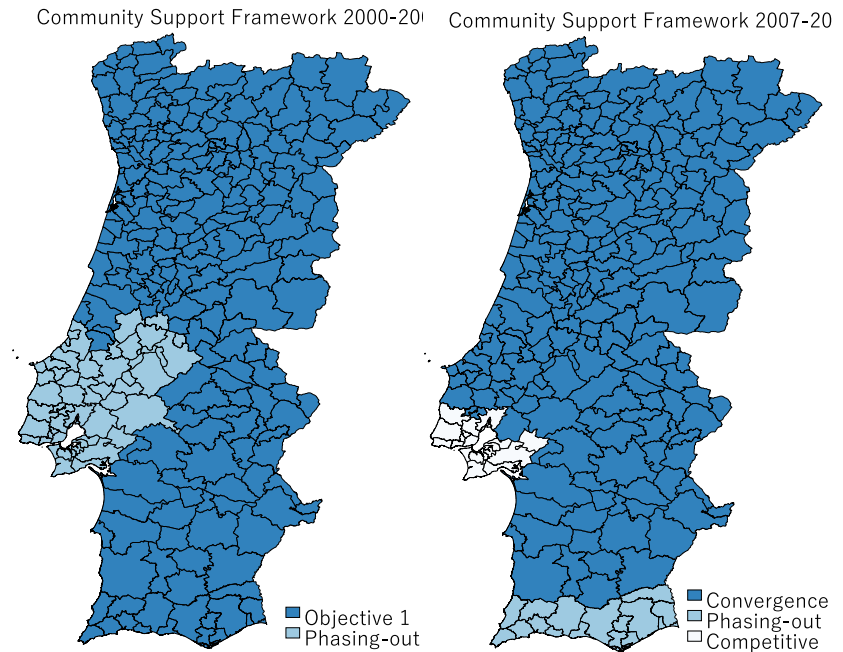 Community Support Framework 2000-20
Community Support Framework 2007-20
Objective 1
Phasing-out
Convergence
Phasing-out
Competitive